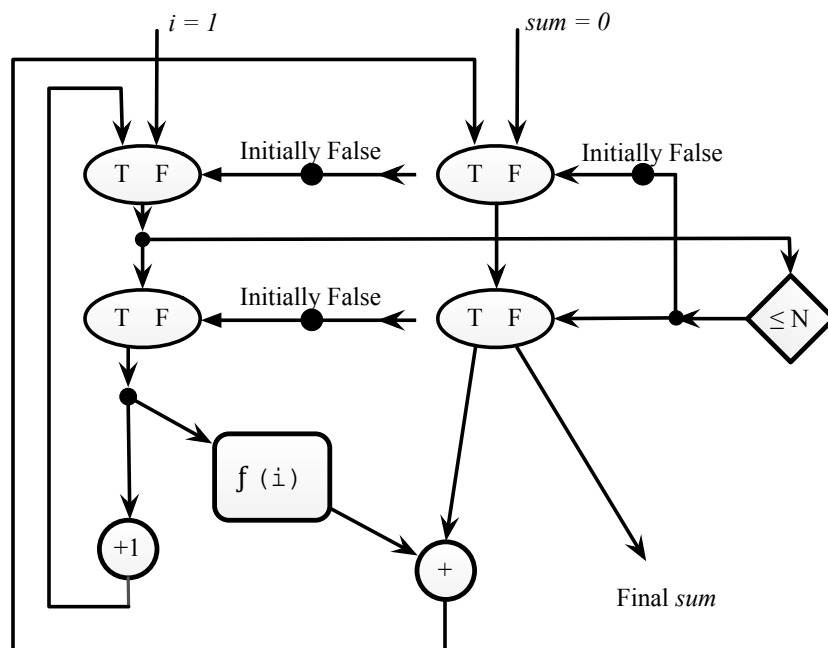 i = 1
sum = 0
Initially False
Initially False
T F
T F
Initially False
T F
T F
≤ N
ƒ (i)
+1
+
Final sum